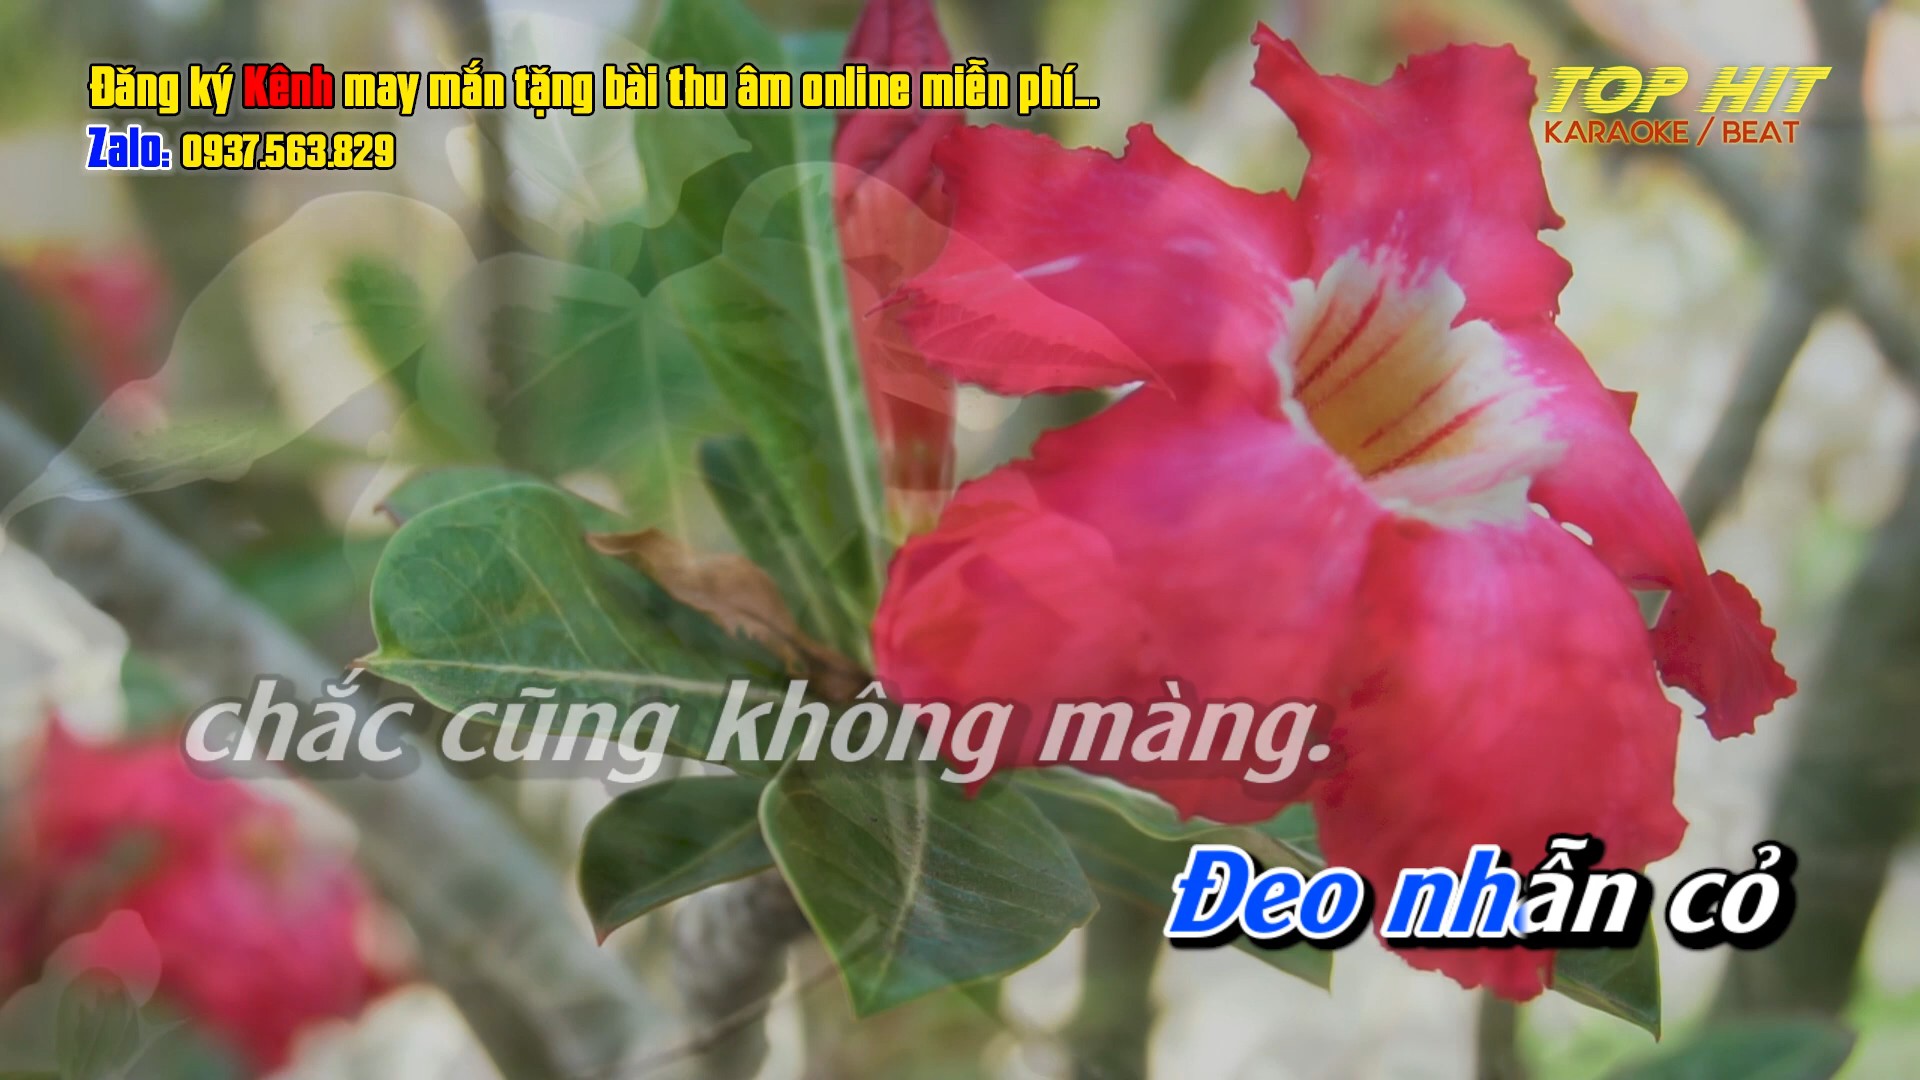 Đăng ký Kênh may mắn tặng bài thu âm online miễn phí...
Zalo: 0937.563.829
TOP HIT
KARAOKE / BEAT
chắc cũng không màng.
Đeo nhẫn cỏ